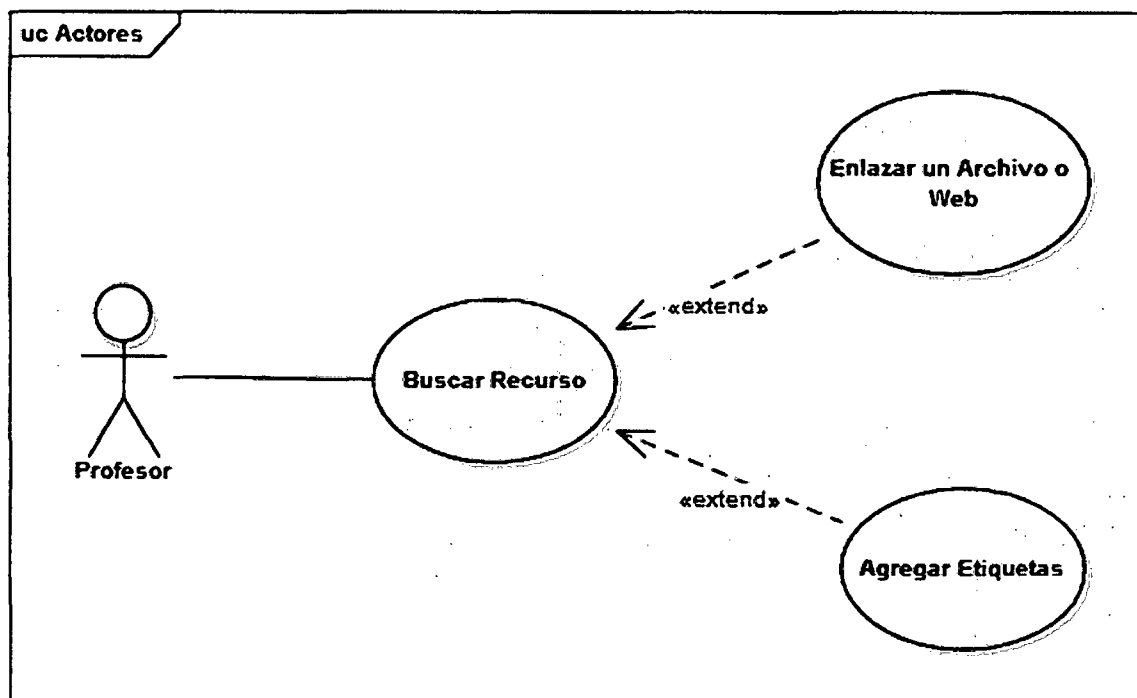 uc Actores
Enlazar un Archivo o
Web
«extend»
Buscar Recurso
Profesor
«extend»
Agregar Etiquetas